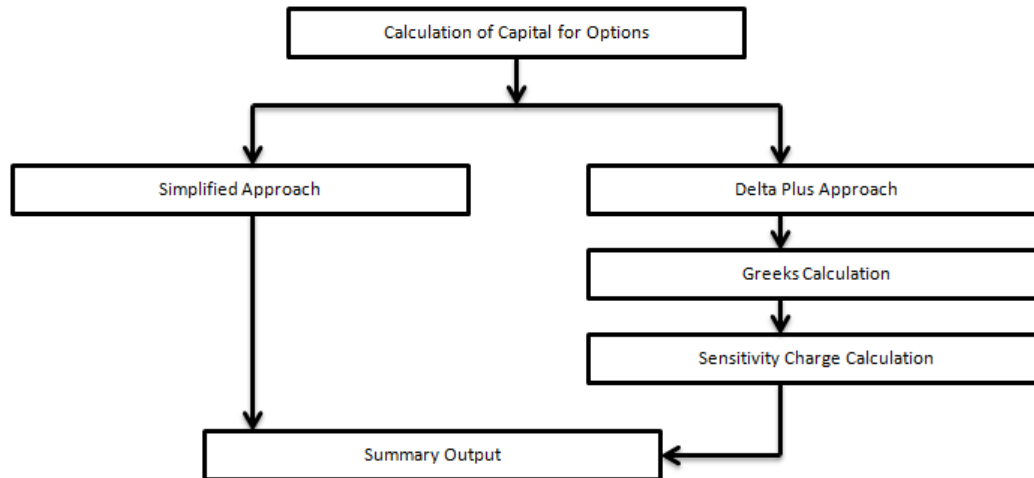 Calculation of Capital for Options
Simplified Approach
Delta Plus Approach
Greeks Calculation
Sensitivity Charge Calculation
Summary Output